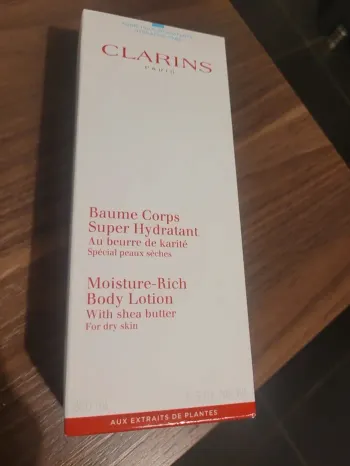 CLARINS
PARIS
Baume Corps
Super Hydratant
Au beurre de karité
Spécial peaux sèches
Moisture-Rich
Body Lotion
With shea butter
For dry skin
AUX EXTRAITS DE PLANTES